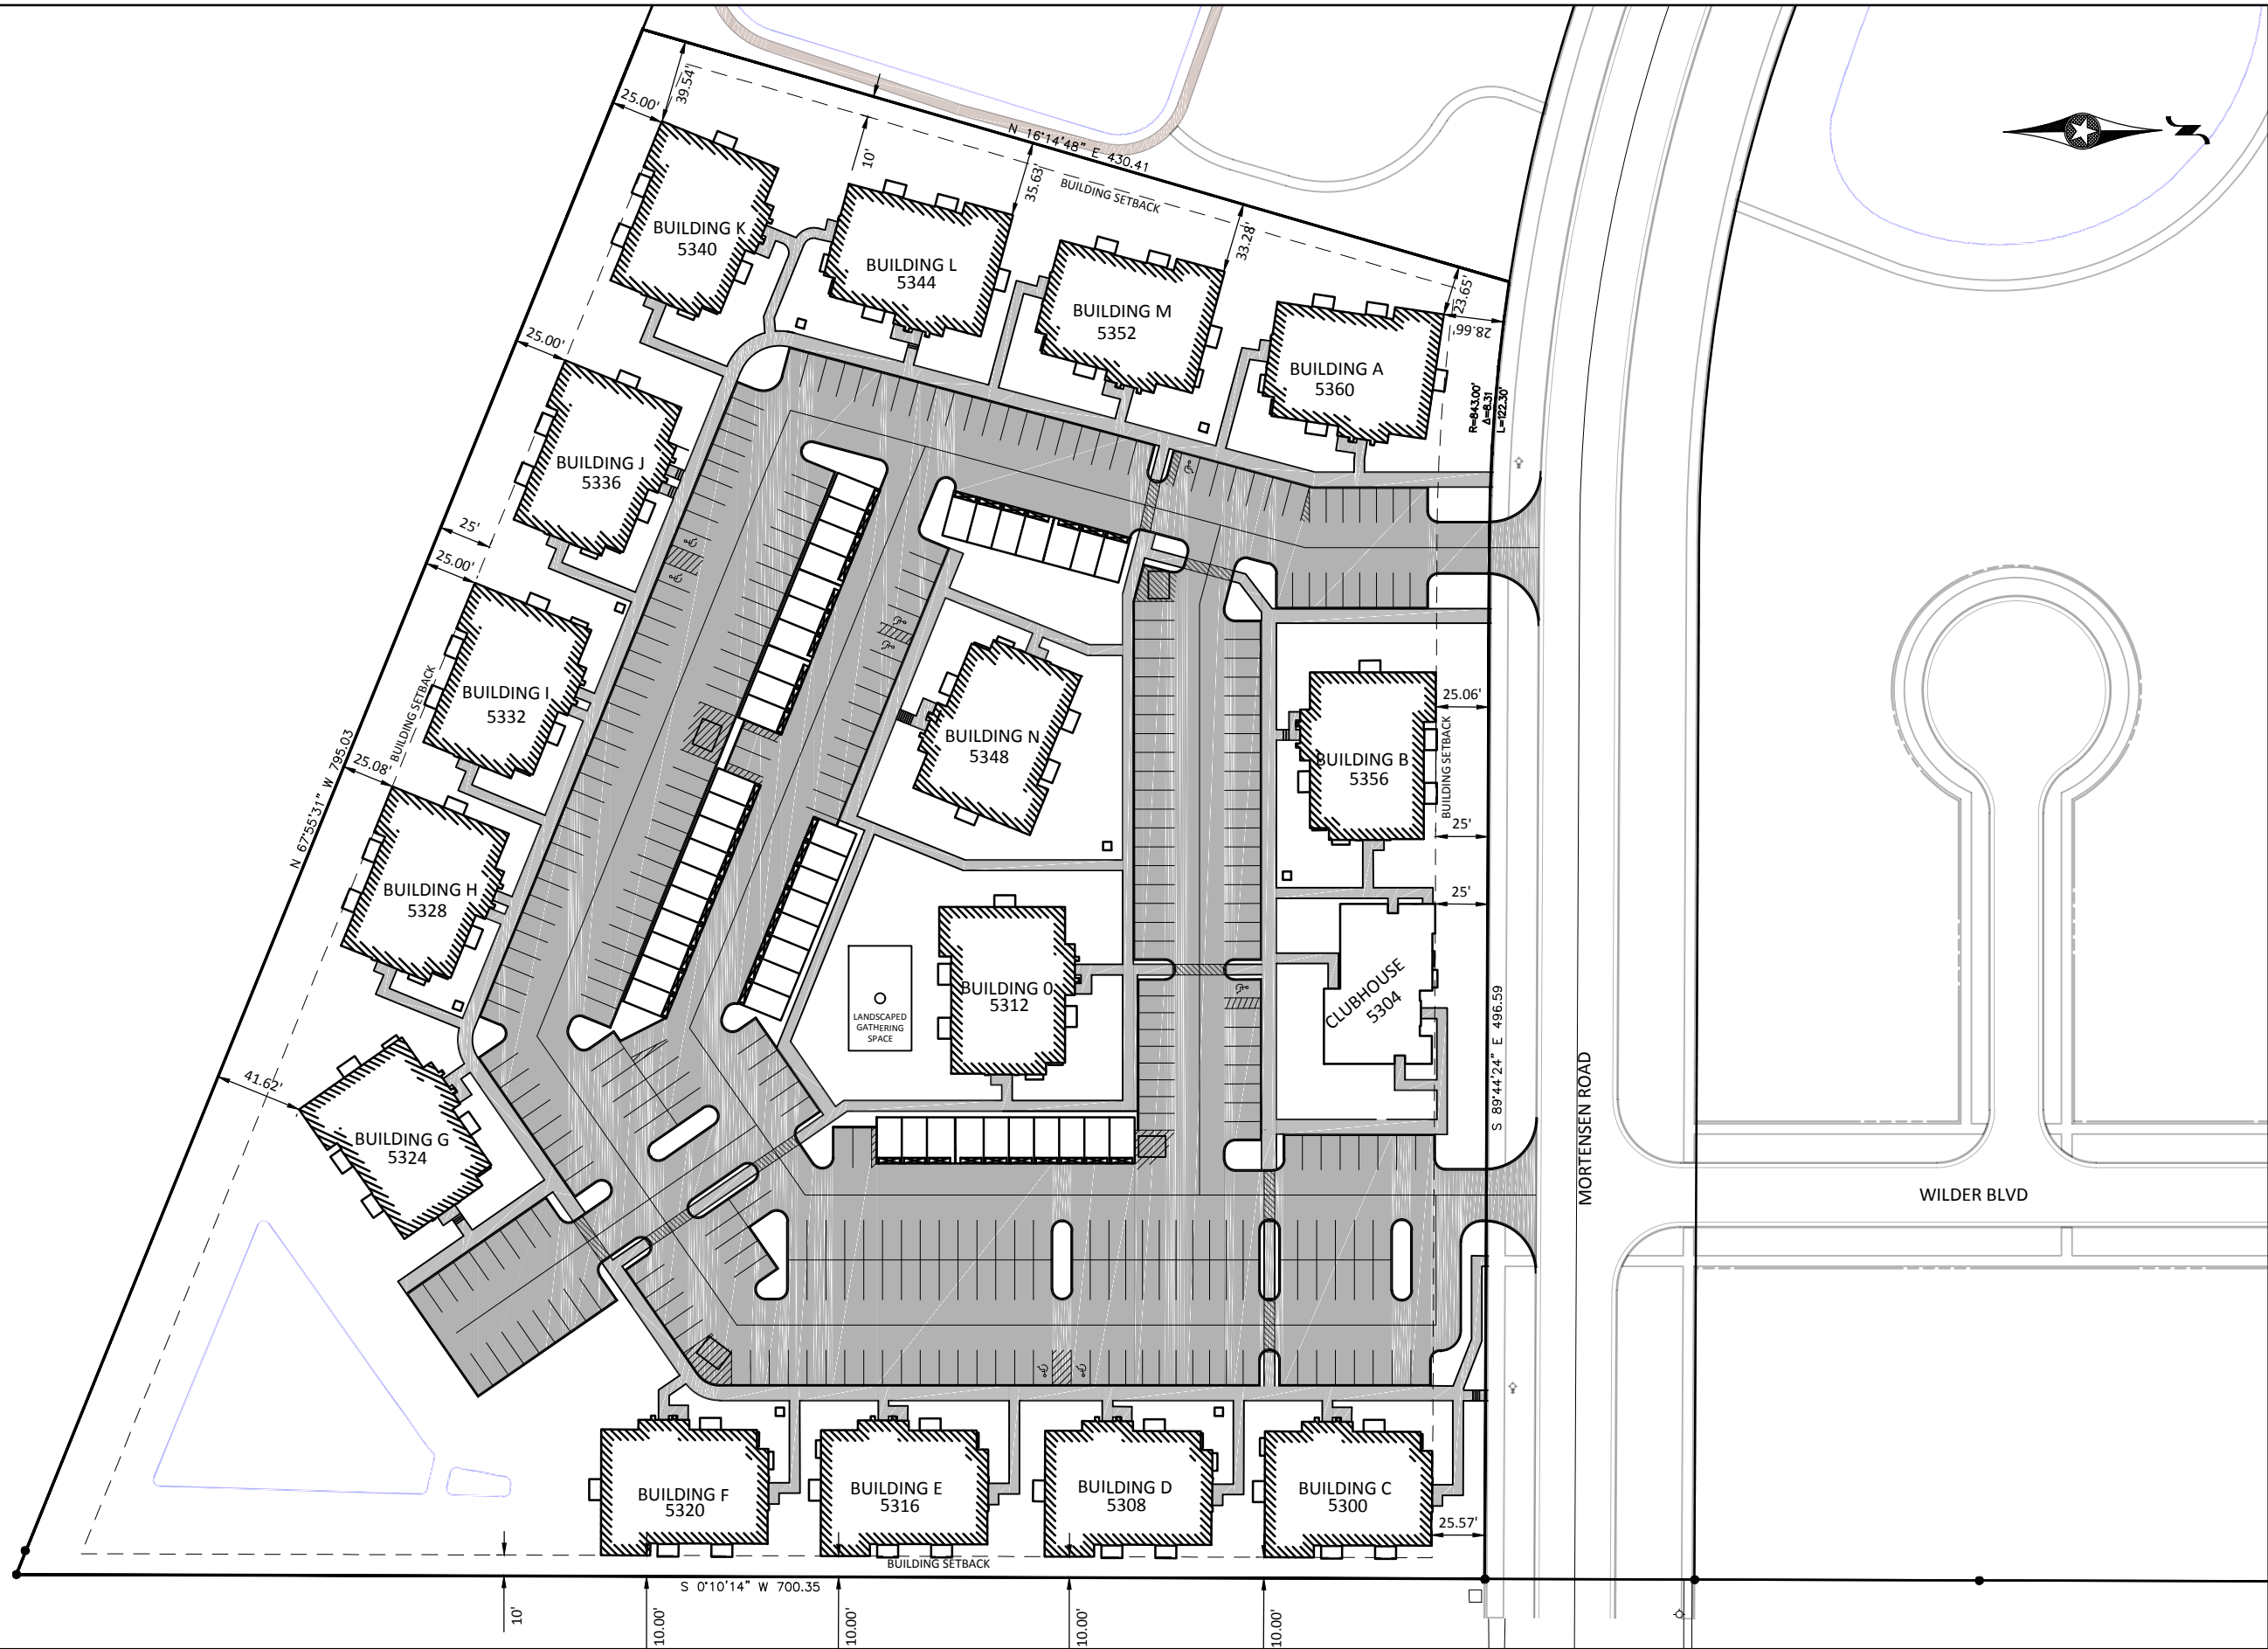 39.54'
25.00'
10'
N 16°14'48" E 430.41
35.63'
BUILDING SETBACK
33.28'
23.65'
28.66'
N
BUILDING K
5340
BUILDING L
5344
BUILDING M
5352
BUILDING A
5360
R=843.00'
Δ=8.31
L=122.30'
25.00'
BUILDING J
5336
25'
25.00'
BUILDING I
5332
BUILDING SETBACK
N 67°55'31" W 795.03
25.08'
BUILDING N
5348
BUILDING B
5356
25.06'
BUILDING SETBACK
25'
25'
BUILDING H
5328
BUILDING 0
5312
LANDSCAPED
GATHERING
SPACE
CLUBHOUSE
5304
S 89°44'24" E 496.59
MORTENSEN ROAD
41.62'
BUILDING G
5324
WILDER BLVD
BUILDING F
5320
BUILDING E
5316
BUILDING D
5308
BUILDING C
5300
25.57'
BUILDING SETBACK
S 0°10'14" W 700.35
10'
10.00'
10.00'
10.00'
10.00'